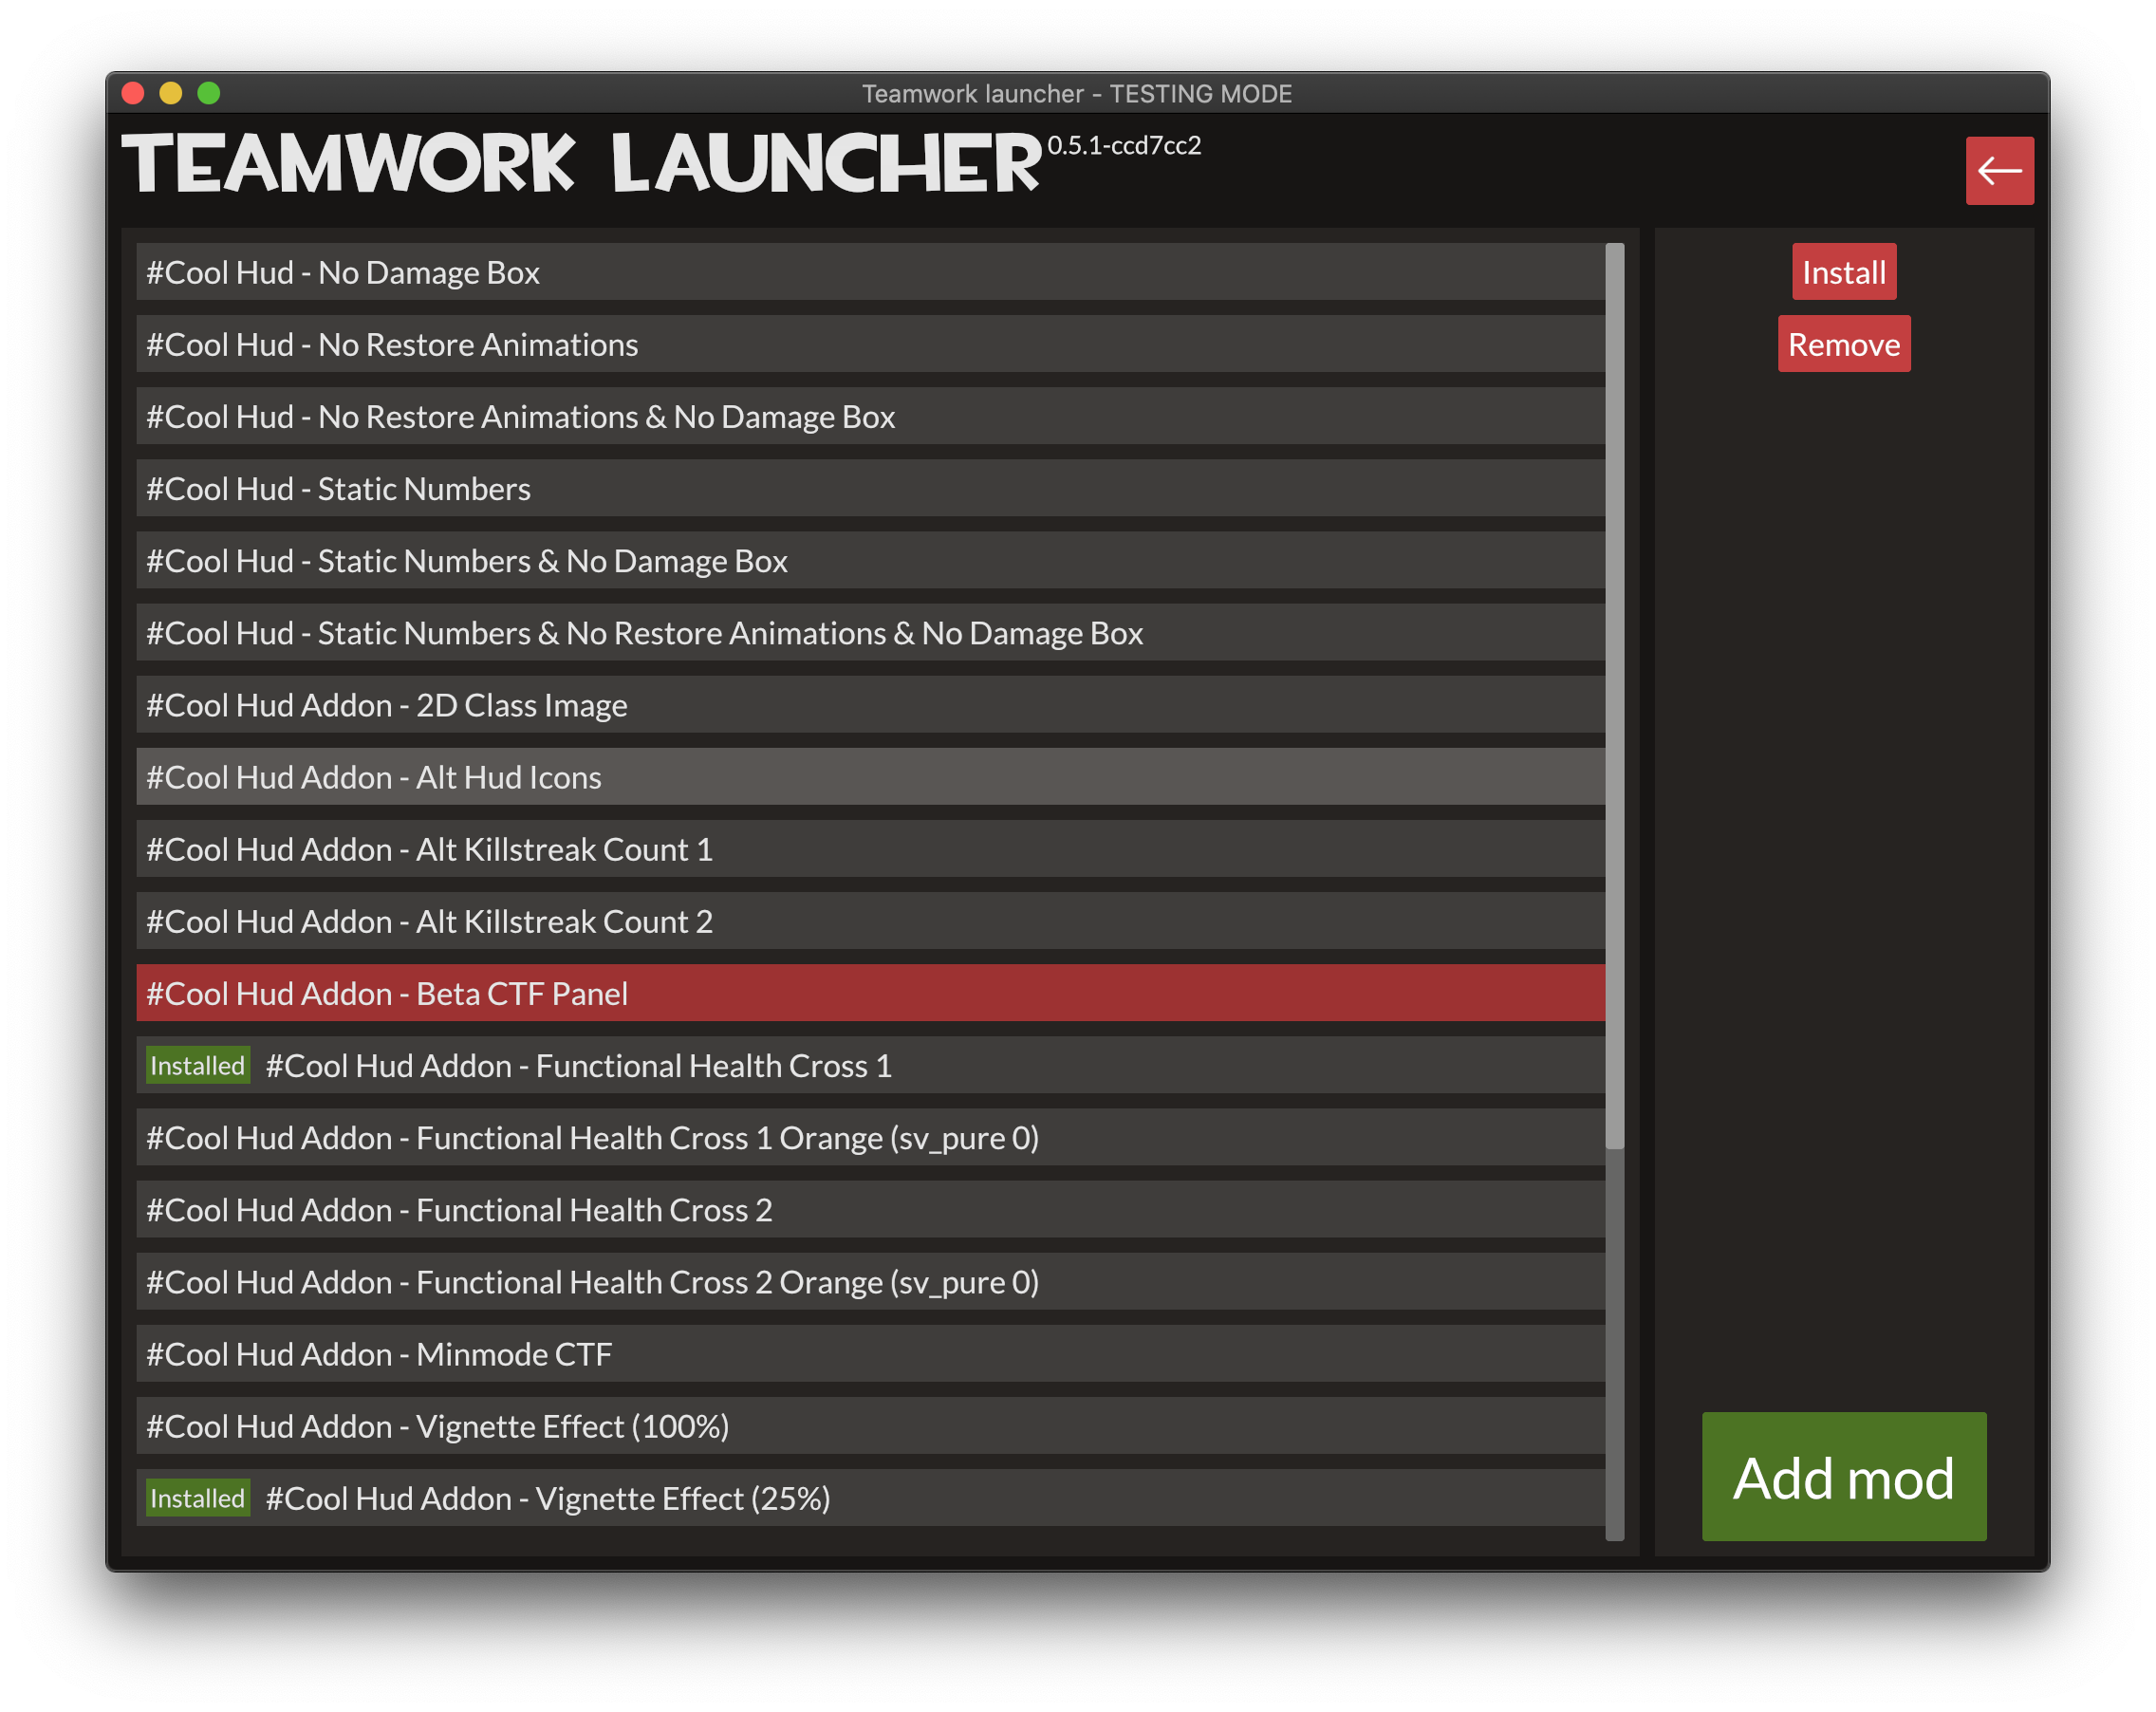 Teamwork launcher - TESTING MODE
TEAMWORK LAUNCHER 0.5.1-ccd7cc2
#Cool Hud - No Damage Box
#Cool Hud - No Restore Animations
#Cool Hud - No Restore Animations & No Damage Box
#Cool Hud - Static Numbers
#Cool Hud - Static Numbers & No Damage Box
#Cool Hud - Static Numbers & No Restore Animations & No Damage Box
#Cool Hud Addon - 2D Class Image
#Cool Hud Addon - Alt Hud Icons
#Cool Hud Addon - Alt Killstreak Count 1
#Cool Hud Addon - Alt Killstreak Count 2
#Cool Hud Addon - Beta CTF Panel
Installed #Cool Hud Addon - Functional Health Cross 1
#Cool Hud Addon - Functional Health Cross 1 Orange (sv_pure 0)
#Cool Hud Addon - Functional Health Cross 2
#Cool Hud Addon - Functional Health Cross 2 Orange (sv_pure 0)
#Cool Hud Addon - Minmode CTF
#Cool Hud Addon - Vignette Effect (100%)
Installed #Cool Hud Addon - Vignette Effect (25%)
Install
Remove
Add mod